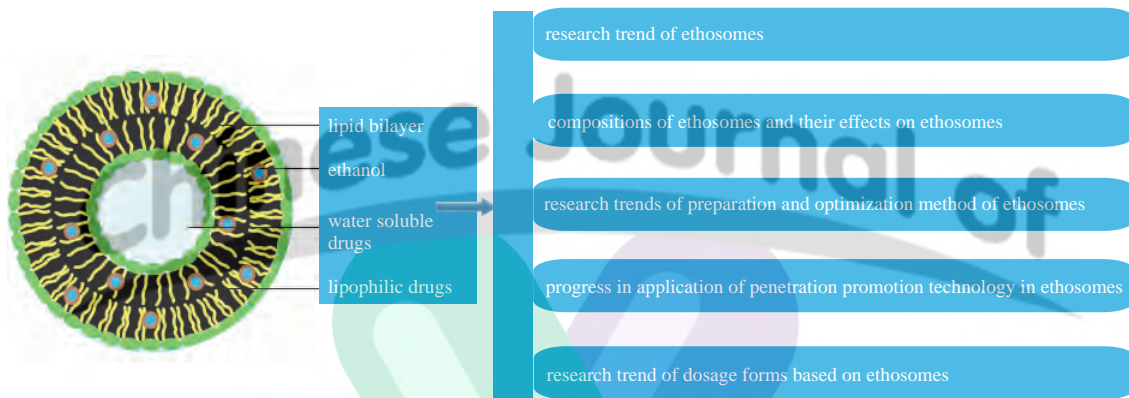 lipid bilayer
ethanol
water soluble
drugs
lipophilic drugs
research trend of ethosomes
compositions of ethosomes and their effects on ethosomes
research trends of preparation and optimization method of ethosomes
progress in application of penetration promotion technology in ethosomes
research trend of dosage forms based on ethosomes
Chinese Journal of